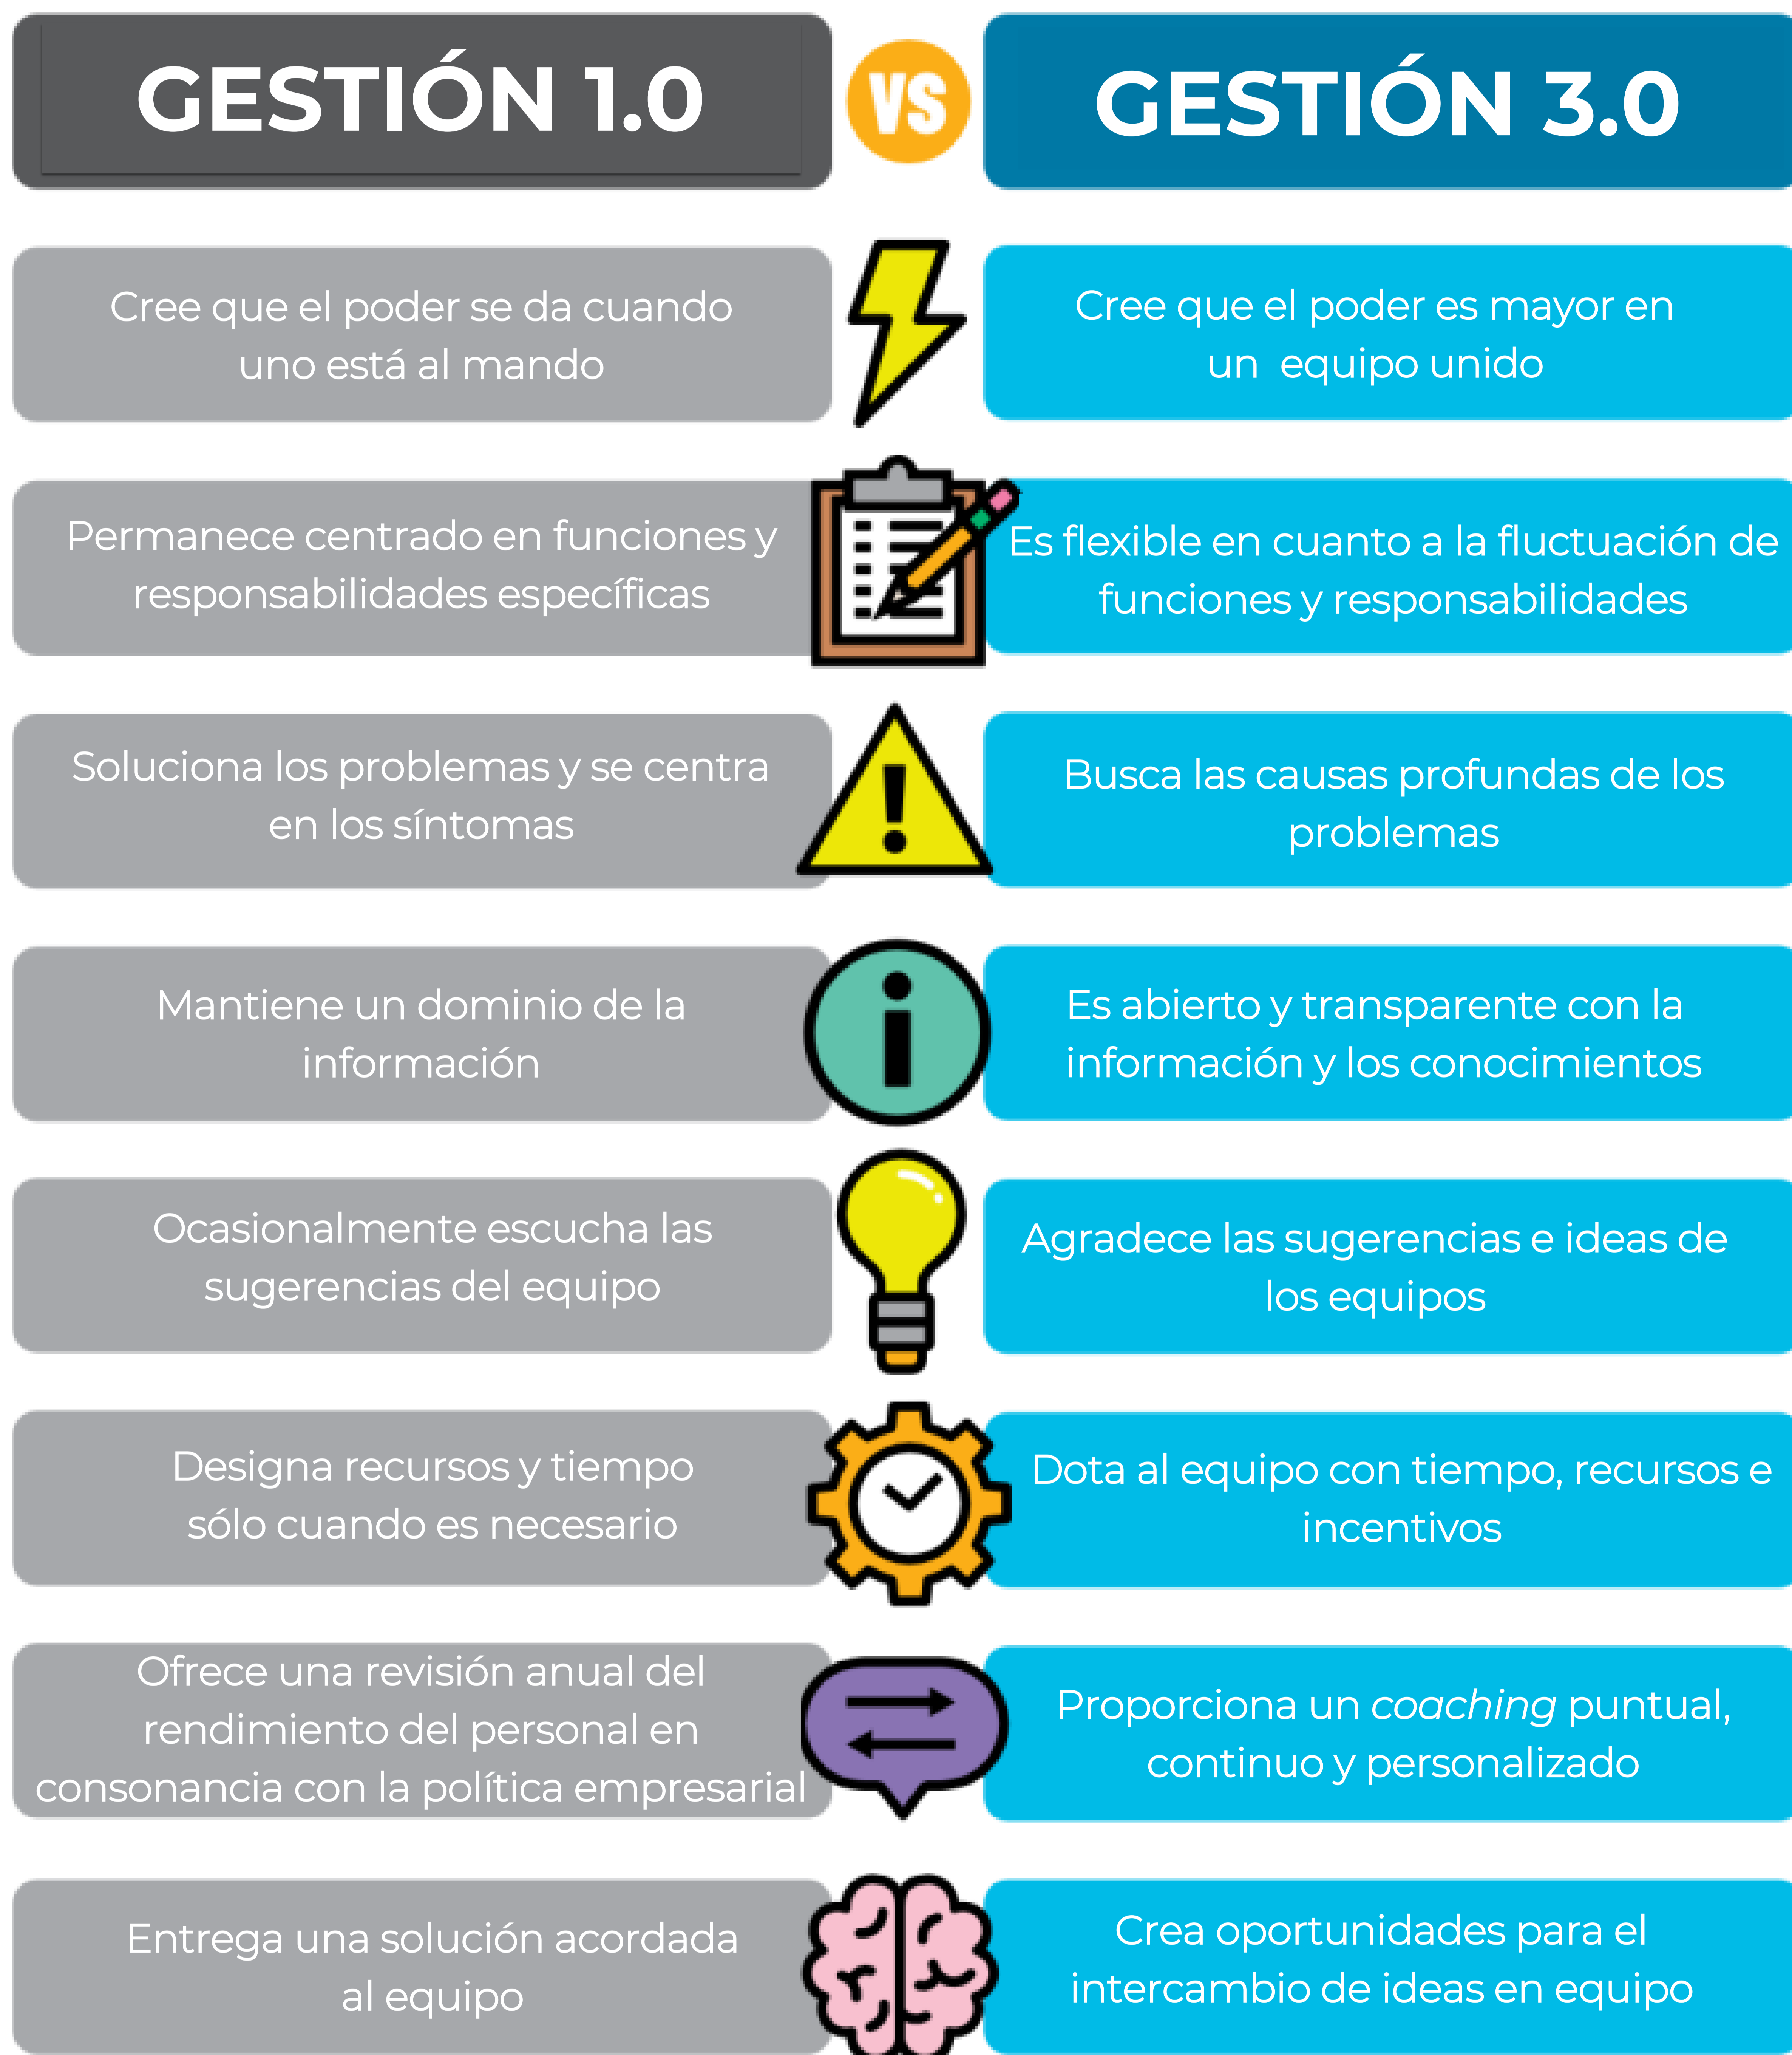 GESTIÓN 1.0
VS
GESTIÓN 3.0
Cree que el poder se da cuando
uno está al mando
Cree que el poder es mayor en
un equipo unido
Permanece centrado en funciones y
responsabilidades específicas
Es flexible en cuanto a la fluctuación de
funciones y responsabilidades
Soluciona los problemas y se centra
en los síntomas
Busca las causas profundas de los
problemas
Mantiene un dominio de la
información
Es abierto y transparente con la
información y los conocimientos
Ocasionalmente escucha las
sugerencias del equipo
Agradece las sugerencias e ideas de
los equipos
Designa recursos y tiempo
sólo cuando es necesario
Dota al equipo con tiempo, recursos e
incentivos
Ofrece una revisión anual del
rendimiento del personal en
consonancia con la política empresarial
Proporciona un coaching puntual,
continuo y personalizado
Entrega una solución acordada
al equipo
Crea oportunidades para el
intercambio de ideas en equipo